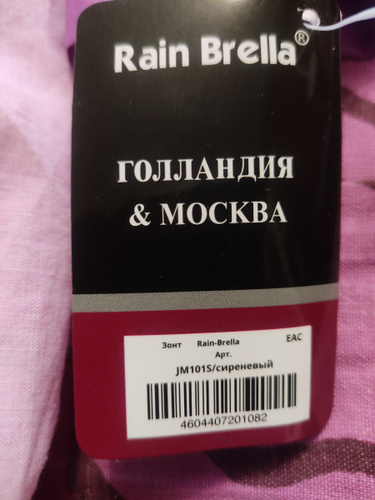 Rain Brella®
ГОЛЛАНДИЯ
& МОСКВА
Зонт Rain-Brella EAC
Арт.
JM101S/сиреневый
4604407201082